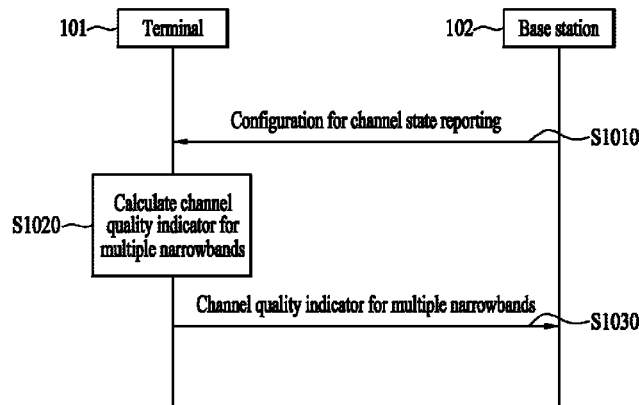 101
Terminal
102
Base station
Configuration for channel state reporting
S1010
Calculate channel
quality indicator for
multiple narrowbands
S1020
Channel quality indicator for multiple narrowbands
S1030